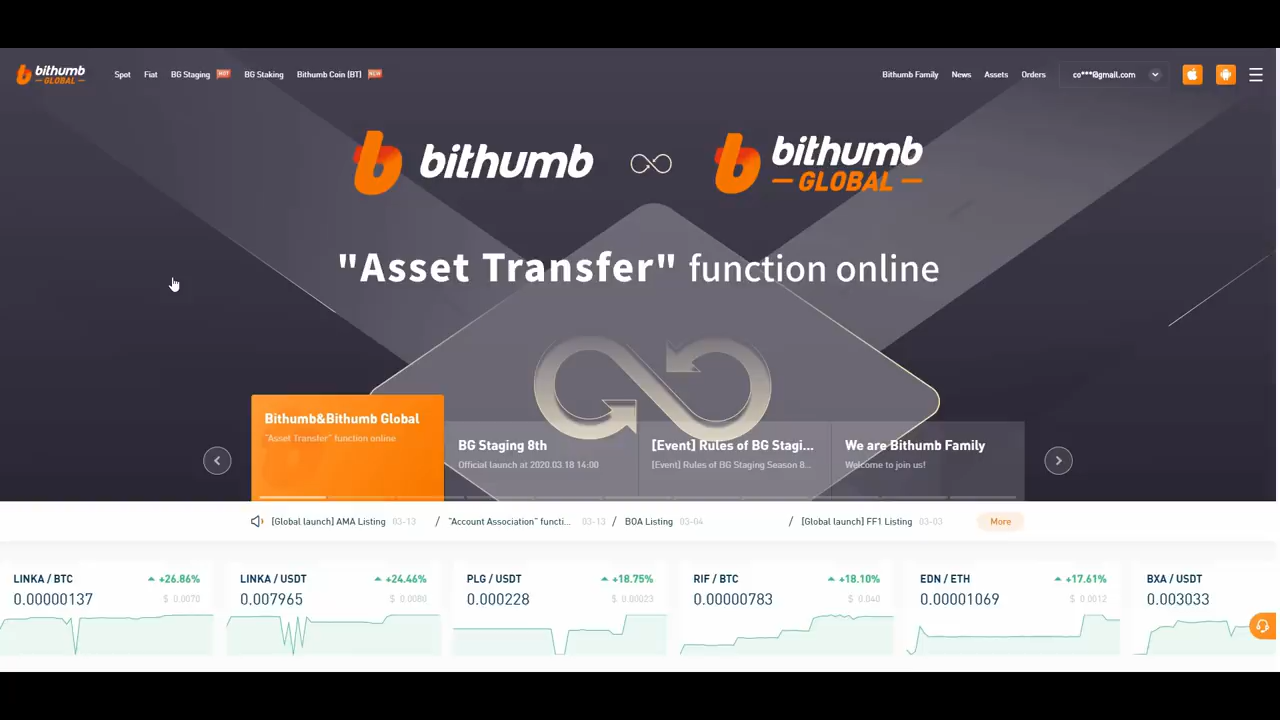 bithumb
GLOBAL
Spot Fiat BG Staging HOT BG Staking Bithumb Coin (BT) NEW Bithumb Family News Assets Orders co***@gmail.com
bithumb bithumb
GLOBAL
"Asset Transfer" function online
Bithumb&Bithumb Global
"Asset Transfer" function online
BG Staging 8th [Event] Rules of BG Stagi... We are Bithumb Family
Official launch at 2020.03.18 14:00 [Event] Rules of BG Staging Season 8... Welcome to join us!
[Global launch] AMA Listing 03-13 / "Account Association" functi... 03-13 / BOA Listing 03-04 / [Global launch] FF1 Listing 03-03 More
LINKA / BTC +26.86% LINKA / USDT +24.46% PLG / USDT +18.75% RIF / BTC +18.10% EDN / ETH +17.61% BXA / USDT
0.00000137 $ 0.0070 0.007965 $ 0.0080 0.000228 $ 0.00023 0.00000783 $ 0.040 0.00001069 $ 0.0012 0.003033